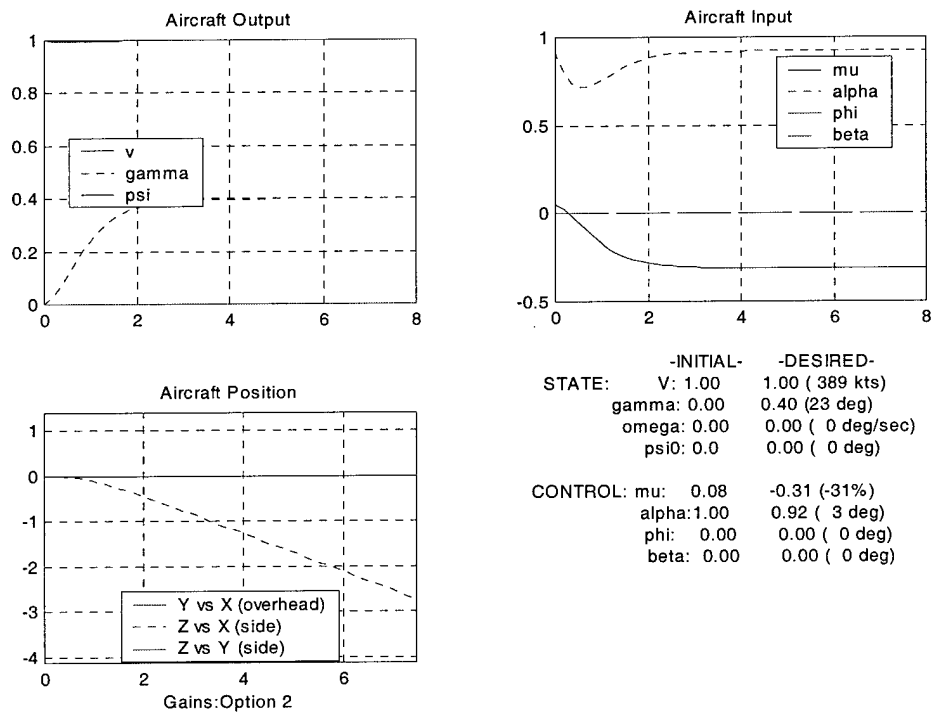 Aircraft Output
1
0.8
0.6
0.4
0.2
0
v
gamma
psi
0 2 4 6 8
Aircraft Input
1
0.5
0
-0.5
mu
alpha
phi
beta
0 2 4 6 8
Aircraft Position
1
0
-1
-2
-3
-4
Y vs X (overhead)
Z vs X (side)
Z vs Y (side)
0 2 4 6
Gains:Option 2
-INITIAL- -DESIRED-
STATE: V: 1.00 1.00 ( 389 kts)
gamma: 0.00 0.40 (23 deg)
omega: 0.00 0.00 ( 0 deg/sec)
psi0: 0.0 0.00 ( 0 deg)
CONTROL: mu: 0.08 -0.31 (-31%)
alpha:1.00 0.92 ( 3 deg)
phi: 0.00 0.00 ( 0 deg)
beta: 0.00 0.00 ( 0 deg)